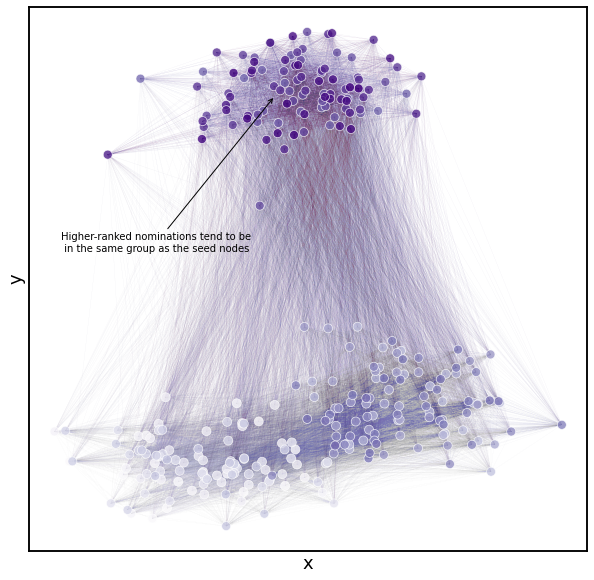 Higher-ranked nominations tend to be
in the same group as the seed nodes
y
x